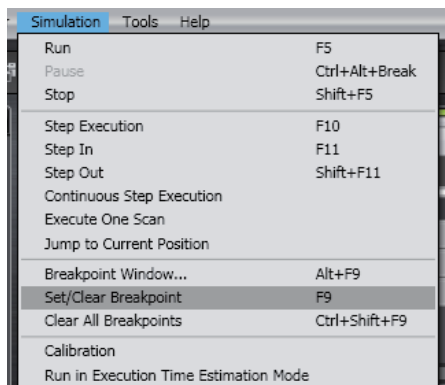 Simulation Tools Help
Run F5
Pause Ctrl+Alt+Break
Stop Shift+F5
Step Execution F10
Step In F11
Step Out Shift+F11
Continuous Step Execution
Execute One Scan
Jump to Current Position
Breakpoint Window... Alt+F9
Set/Clear Breakpoint F9
Clear All Breakpoints Ctrl+Shift+F9
Calibration
Run in Execution Time Estimation Mode